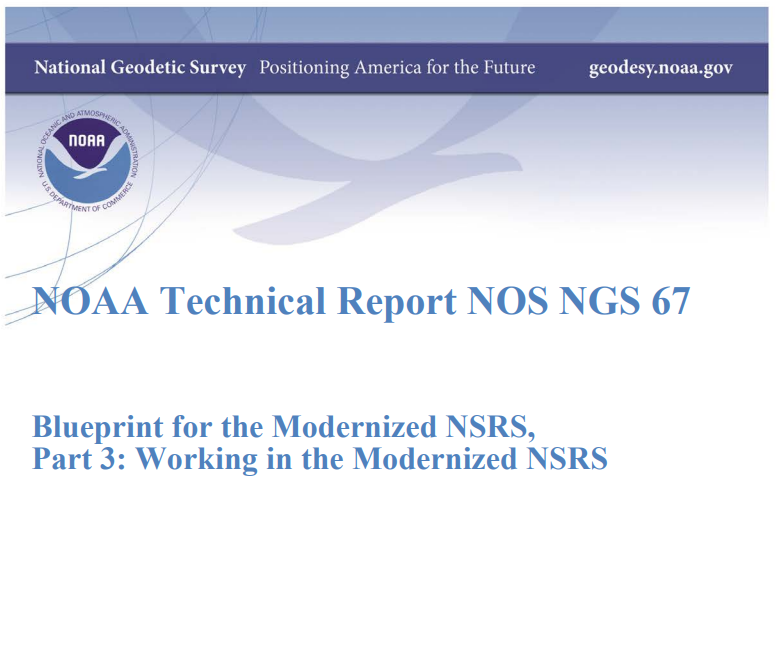 National Geodetic Survey Positioning America for the Future geodesy.noaa.gov
NATIONAL OCEANIC AND ATMOSPHERIC ADMINISTRATION
NOAA
U.S. DEPARTMENT OF COMMERCE
NOAA Technical Report NOS NGS 67
Blueprint for the Modernized NSRS,
Part 3: Working in the Modernized NSRS